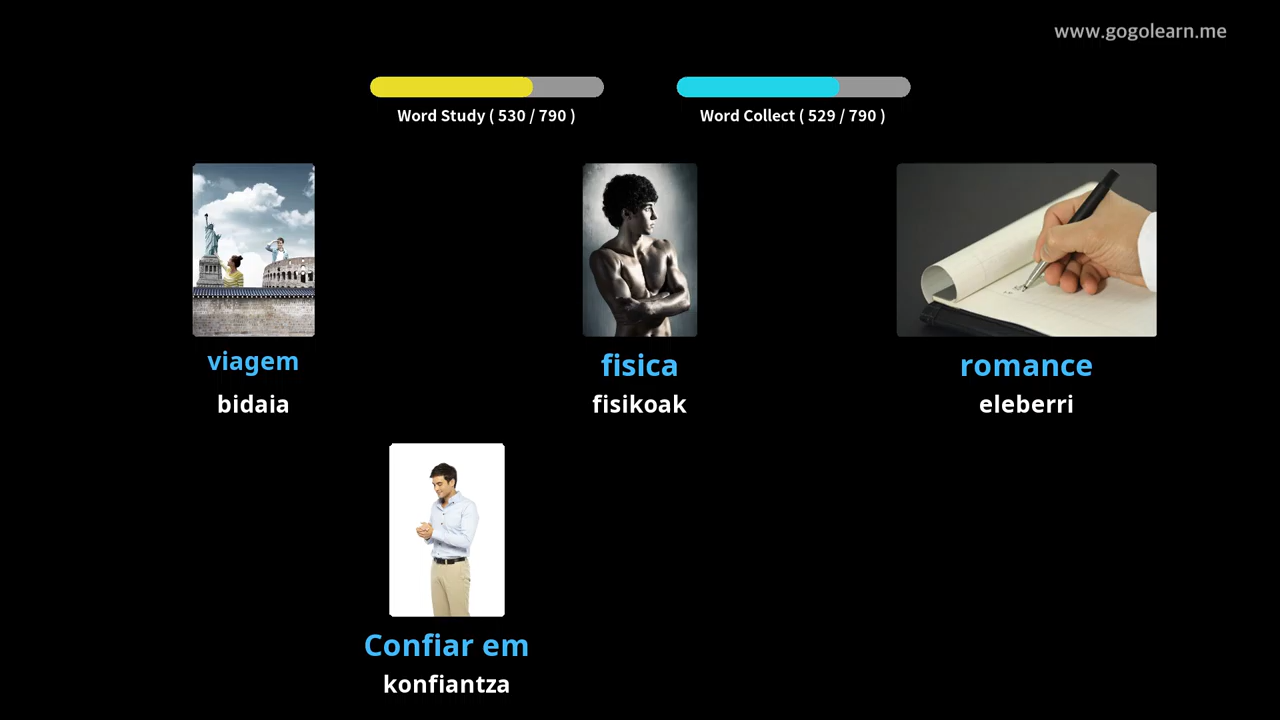 www.gogolearn.me
Word Study ( 530 / 790 )
Word Collect ( 529 / 790 )
viagem
bidaia
fisica
fisikoak
romance
eleberri
Confiar em
konfiantza